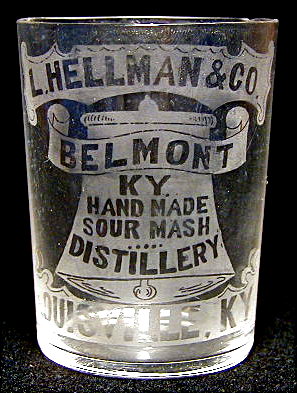 L. HELLMAN & CO.
BELMONT
KY.
HAND MADE
SOUR MASH
DISTILLERY
LOUISVILLE, KY.